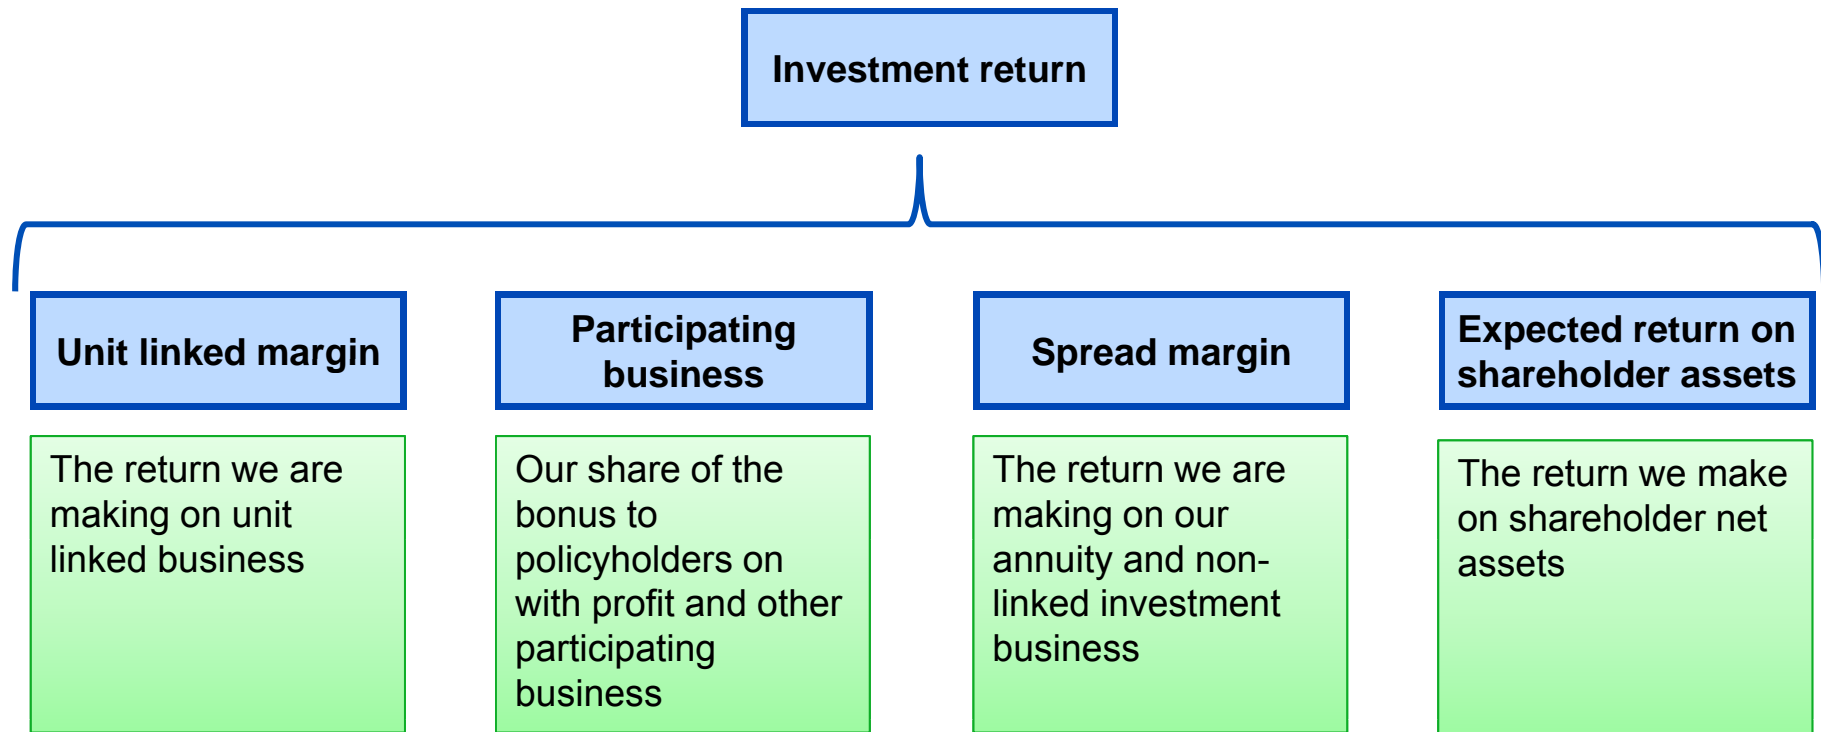 Investment return
Unit linked margin
Participating
business
Spread margin
Expected return on
shareholder assets
The return we are
making on unit
linked business
Our share of the
bonus to
policyholders on
with profit and other
participating
business
The return we are
making on our
annuity and non-
linked investment
business
The return we make
on shareholder net
assets